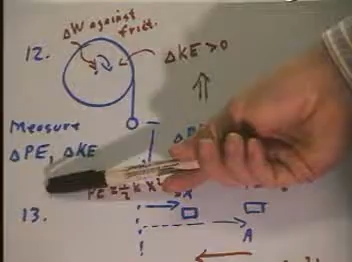 ΔW against
frict.
12.
ΔKE > 0
Measure
ΔPE, ΔKE
PE = ½ k x²
13.
A